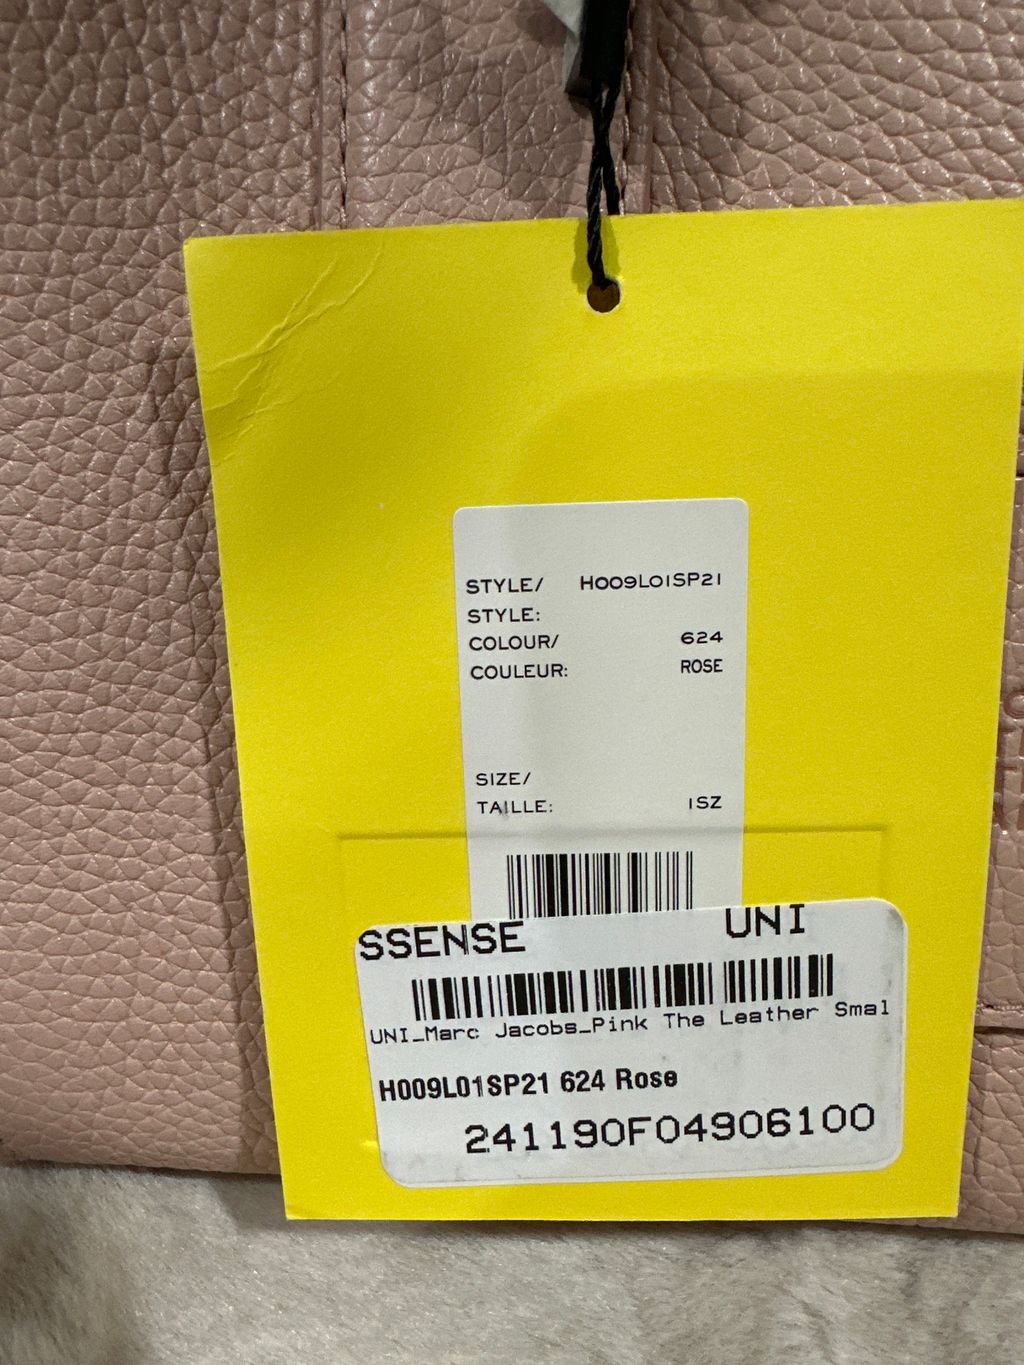 STYLE/ H009L01SP21
STYLE:
COLOUR/ 624
COULEUR: ROSE
SIZE/
TAILLE: 1SZ
SSENSE UNI
UNI_Marc Jacobs_Pink The Leather Smal
H009L01SP21 624 Rose
241190F04906100